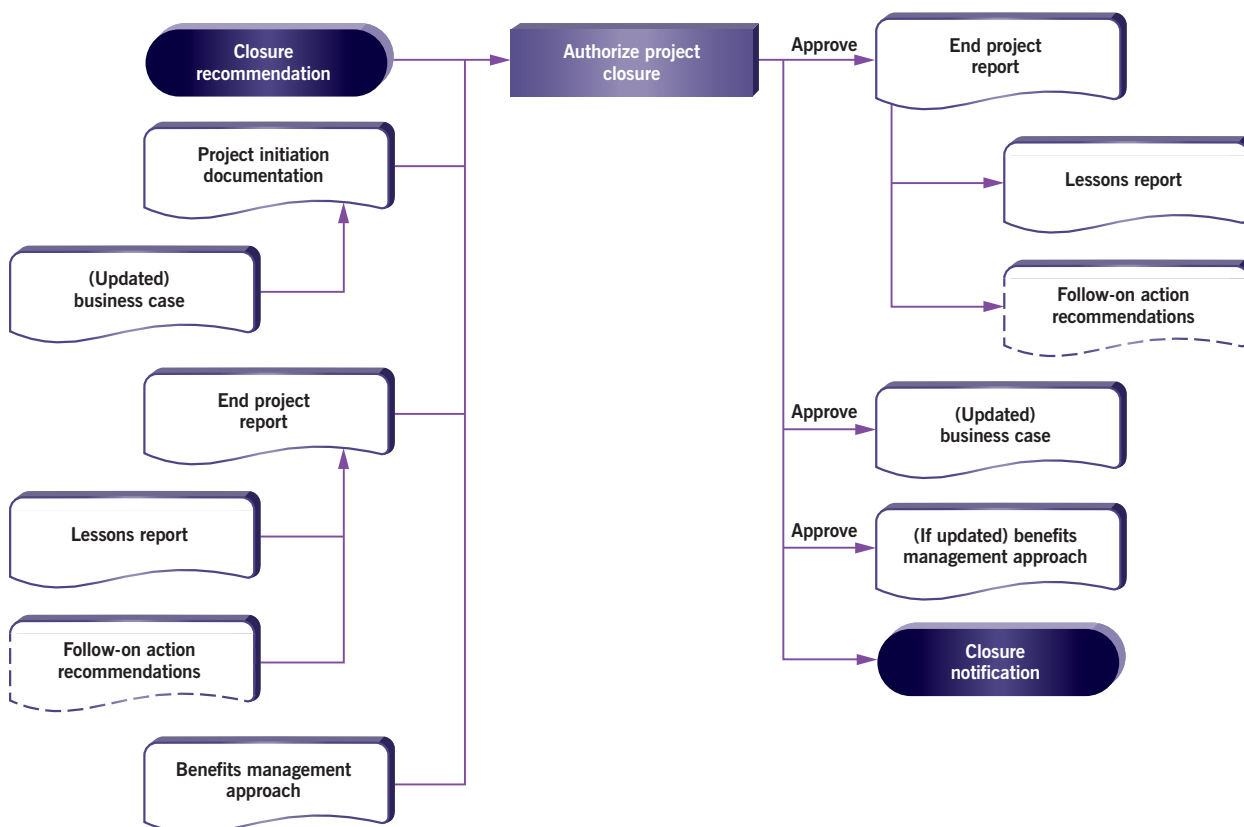 Closure
recommendation
Authorize project
closure
Approve
End project
report
Project initiation
documentation
Lessons report
(Updated)
business case
Follow-on action
recommendations
End project
report
Approve
(Updated)
business case
Lessons report
Approve
(If updated) benefits
management approach
Follow-on action
recommendations
Closure
notification
Benefits management
approach